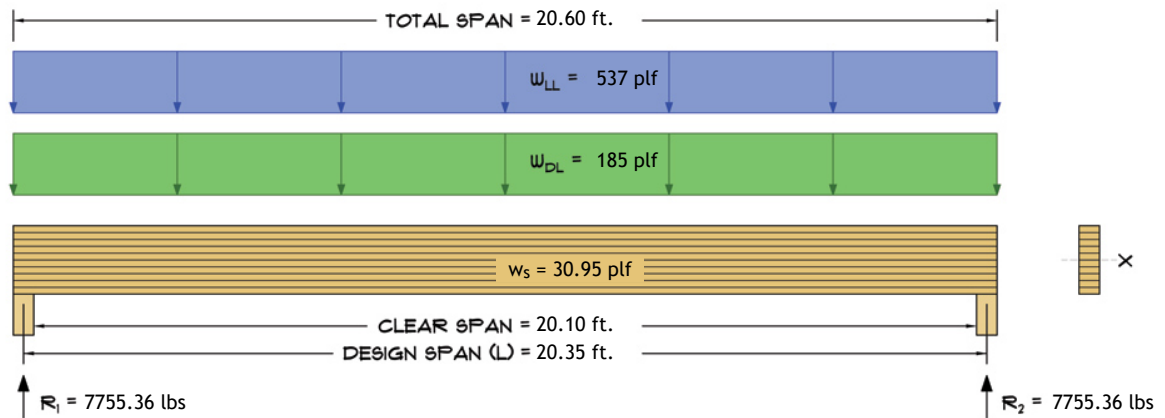 TOTAL SPAN = 20.60 ft.
wLL = 537 plf
wDL = 185 plf
ws = 30.95 plf
X
CLEAR SPAN = 20.10 ft.
DESIGN SPAN (L) = 20.35 ft.
R1 = 7755.36 lbs
R2 = 7755.36 lbs